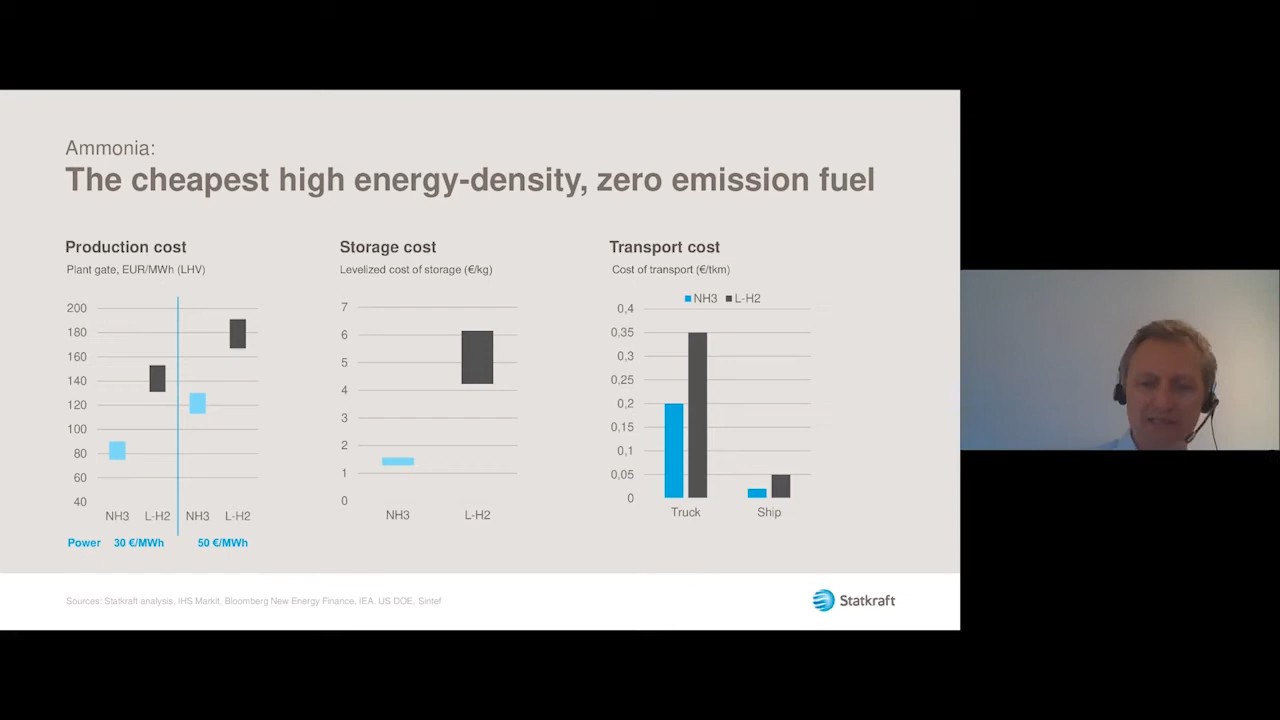 Ammonia:
The cheapest high energy-density, zero emission fuel
Production cost
Plant gate, EUR/MWh (LHV)
200
180
160
140
120
100
80
60
40
NH3 L-H2 NH3 L-H2
Power 30 €/MWh 50 €/MWh
Storage cost
Levelized cost of storage (€/kg)
7
6
5
4
3
2
1
0
NH3 L-H2
Transport cost
Cost of transport (€/tkm)
NH3 L-H2
0,4
0,35
0,3
0,25
0,2
0,15
0,1
0,05
0
Truck Ship
Sources: Statkraft analysis, IHS Markit, Bloomberg New Energy Finance, IEA, US DOE, Sintef
Statkraft